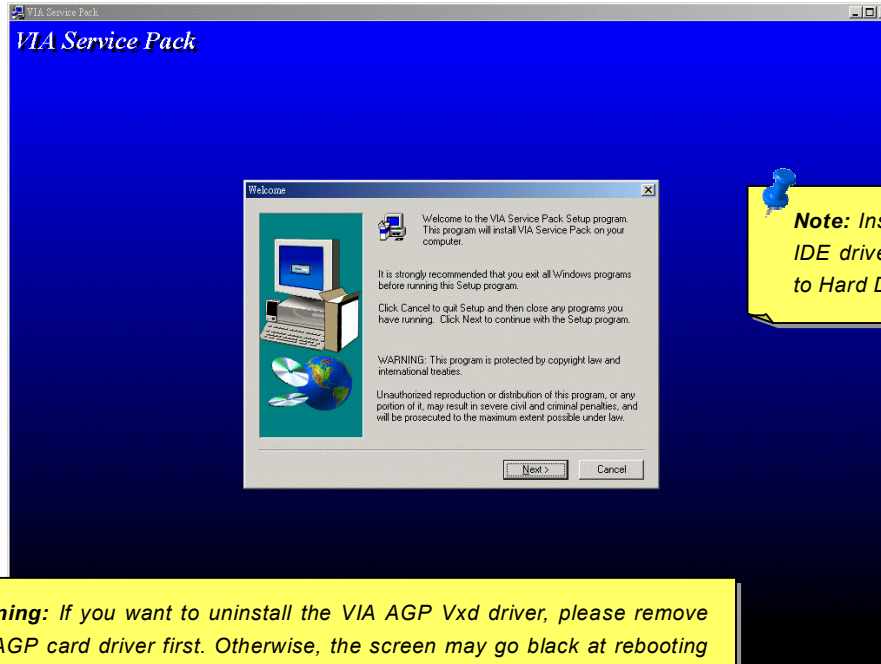 VIA Service Pack
VIA Service Pack
Welcome
Welcome to the VIA Service Pack Setup program.
This program will install VIA Service Pack on your
computer.
It is strongly recommended that you exit all Windows programs
before running this Setup program.
Click Cancel to quit Setup and then close any programs you
have running. Click Next to continue with the Setup program.
WARNING: This program is protected by copyright law and
international treaties.
Unauthorized reproduction or distribution of this program, or any
portion of it, may result in severe civil and criminal penalties, and
will be prosecuted to the maximum extent possible under law.
Next >
Cancel
Note:
IDE
to Hard
If you want to uninstall the VIA AGP Vxd driver, please remove
AGP card driver first. Otherwise, the screen may go black at rebooting